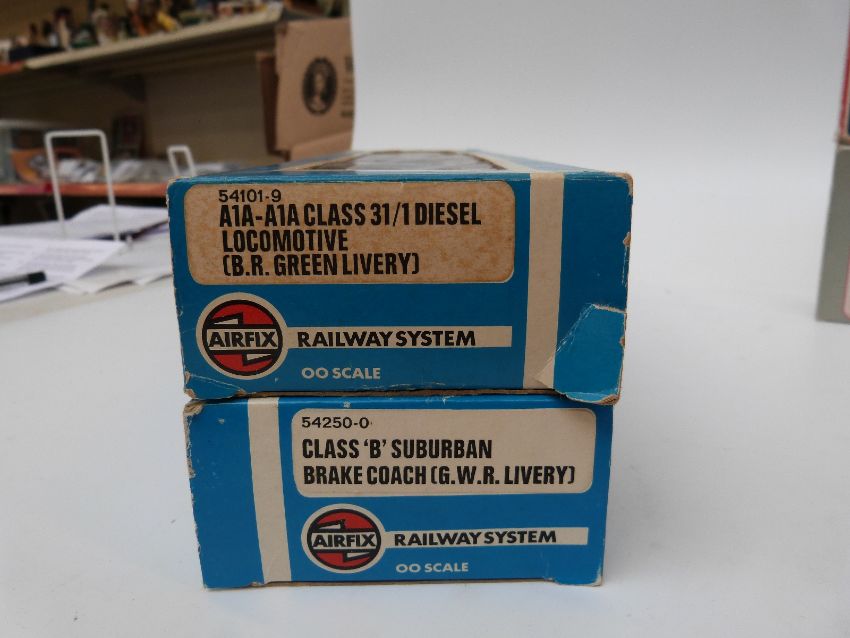 54101-9
A1A-A1A CLASS 31/1 DIESEL
LOCOMOTIVE
(B.R. GREEN LIVERY)
AIRFIX RAILWAY SYSTEM
OO SCALE
54250-0
CLASS 'B' SUBURBAN
BRAKE COACH (G.W.R. LIVERY)
AIRFIX RAILWAY SYSTEM
OO SCALE